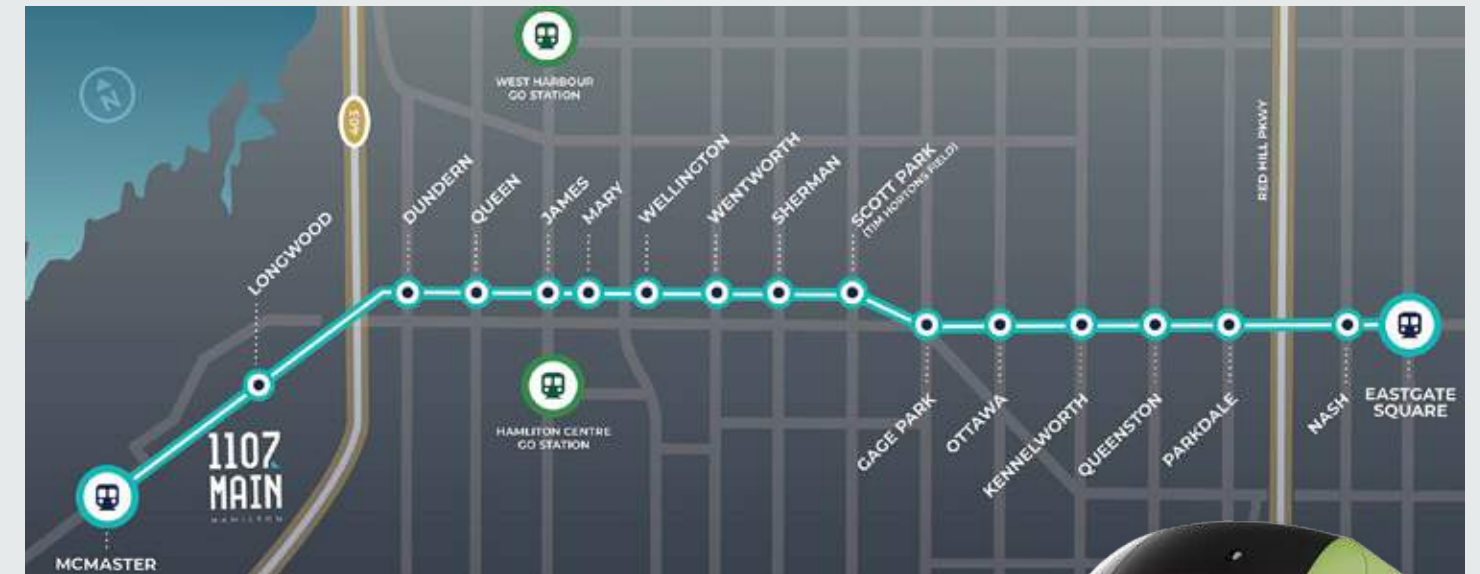 N
403
WEST HARBOUR
GO STATION
RED HILL PKWY
LONGWOOD
DUNDERN
QUEEN
JAMES
MARY
WELLINGTON
WENTWORTH
SHERMAN
SCOTT PARK
(TIM HORTONS FIELD)
1107
MAIN
HAMILTON
HAMLITON CENTRE
GO STATION
GAGE PARK
OTTAWA
KENNELWORTH
QUEENSTON
PARKDALE
NASH
EASTGATE
SQUARE
MCMASTER